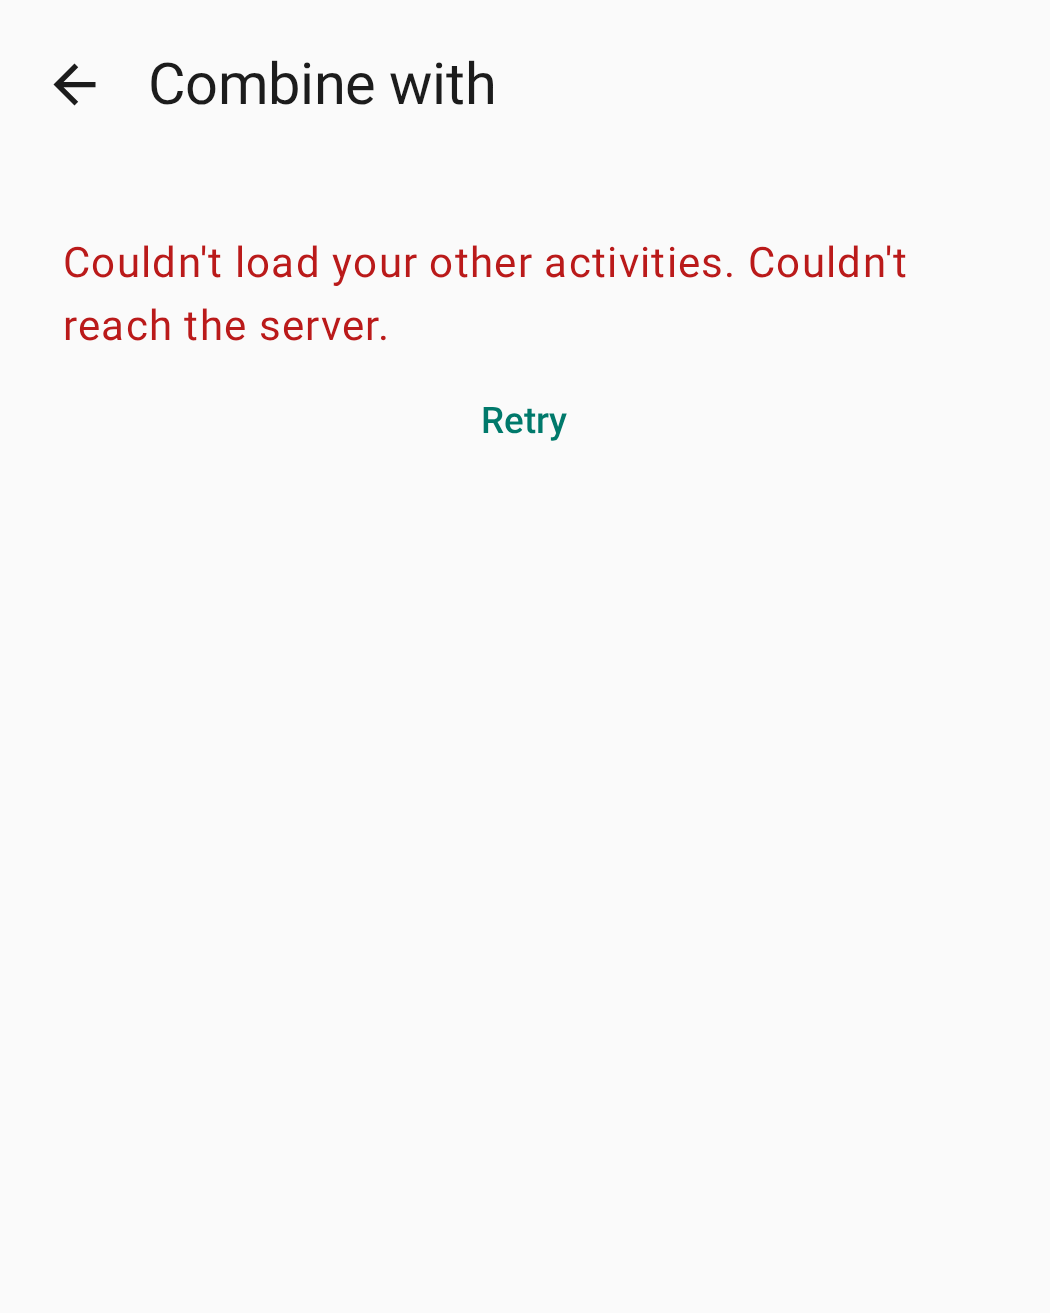 Combine with
Couldn't load your other activities. Couldn't
reach the server.
Retry